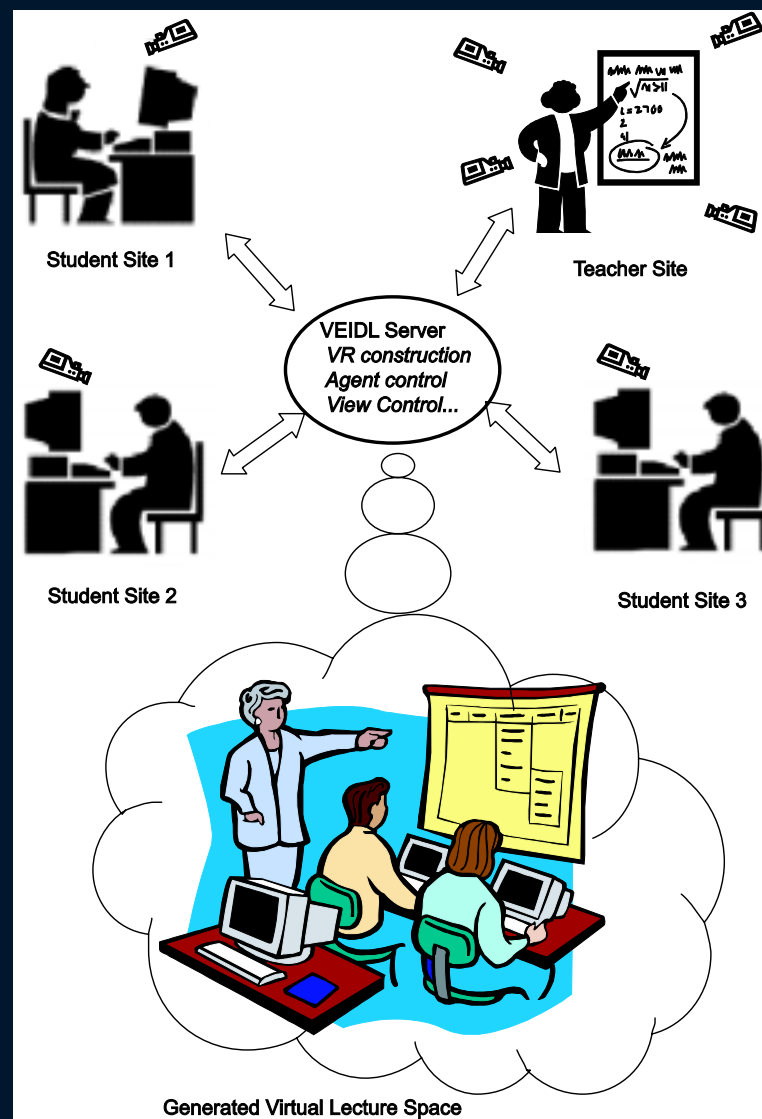 Student Site 1
Teacher Site
VEIDL Server
VR construction
Agent control
View Control...
Student Site 2
Student Site 3
Generated Virtual Lecture Space